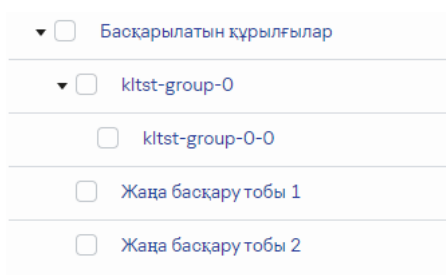 Басқарылатын құрылғылар
kltst-group-0
kltst-group-0-0
Жаңа басқару тобы 1
Жаңа басқару тобы 2